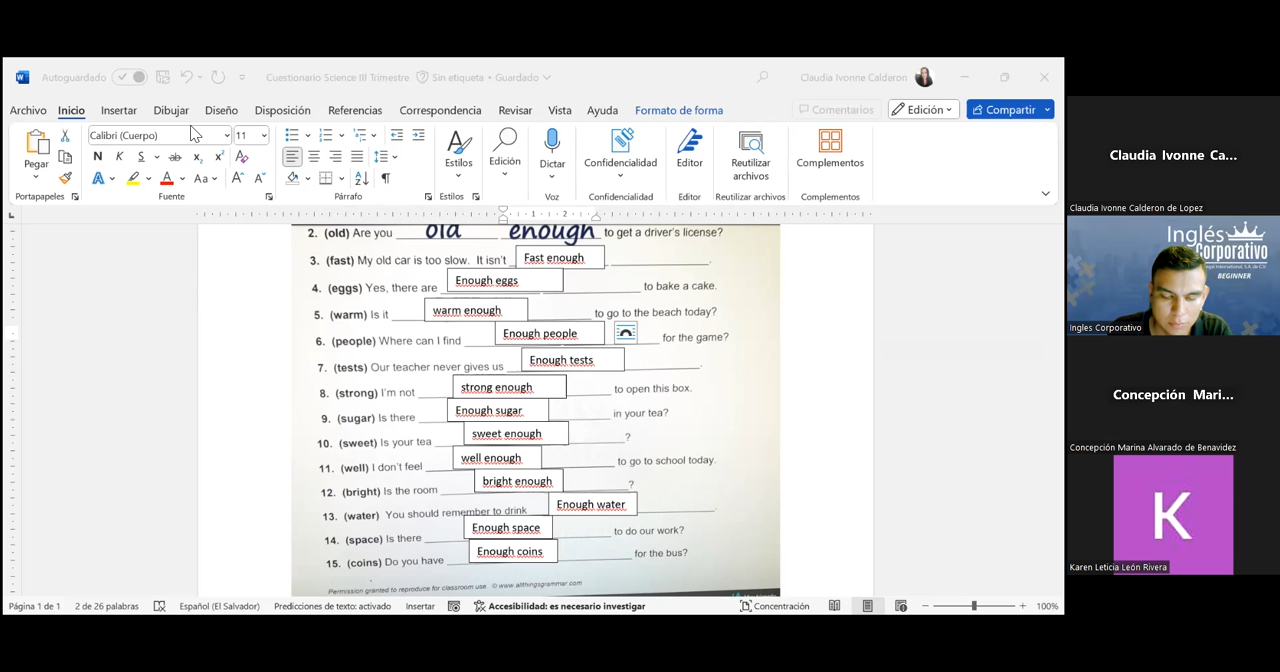 Autoguardado
Cuestionario Science III Trimestre
Sin etiqueta • Guardado
Claudia Ivonne Calderon
Archivo Inicio Insertar Dibujar Diseño Disposición Referencias Correspondencia Revisar Vista Ayuda Formato de forma
Comentarios Edición Compartir
Calibri (Cuerpo) 11
Pegar N K S ab x₂ x² A Aa A A
Estilos Edición Dictar Confidencialidad Editor Reutilizar archivos Complementos
Portapapeles Fuente Párrafo Estilos Voz Confidencialidad Editor Reutilizar archivos Complementos
1 2
2. (old) Are you old enough to get a driver's license?
3. (fast) My old car is too slow. It isn't Fast enough .
4. (eggs) Yes, there are Enough eggs to bake a cake.
5. (warm) Is it warm enough to go to the beach today?
6. (people) Where can I find Enough people for the game?
7. (tests) Our teacher never gives us Enough tests .
8. (strong) I'm not strong enough to open this box.
9. (sugar) Is there Enough sugar in your tea?
10. (sweet) Is your tea sweet enough ?
11. (well) I don't feel well enough to go to school today.
12. (bright) Is the room bright enough ?
13. (water) You should remember to drink Enough water .
14. (space) Is there Enough space to do our work?
15. (coins) Do you have Enough coins for the bus?
Permission granted to reproduce for classroom use. © www.allthingsgrammar.com
Página 1 de 1 2 de 26 palabras Español (El Salvador) Predicciones de texto: activado Insertar Accesibilidad: es necesario investigar Concentración 100%
Claudia Ivonne Ca...
Claudia Ivonne Calderon de Lopez
Inglés
Corporativo
BEGINNER
Ingles Corporativo
Concepción Mari...
Concepción Marina Alvarado de Benavidez
K
Karen Leticia León Rivera